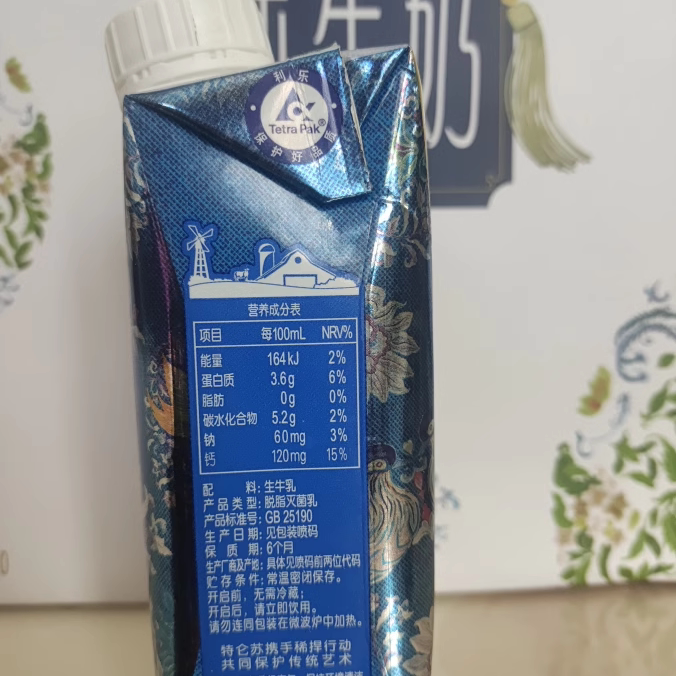 生牛奶
利乐
Tetra Pak®
保护好品质
营养成分表
项目 每100mL NRV%
能量 164kJ 2%
蛋白质 3.6g 6%
脂肪 0g 0%
碳水化合物 5.2g 2%
钠 60mg 3%
钙 120mg 15%
配 料: 生牛乳
产品类型: 脱脂灭菌乳
产品标准号: GB 25190
生产日期: 见包装喷码
保 质 期: 6个月
生产厂商及产地: 具体见喷码前两位代码
贮存条件: 常温密闭保存。
开启前,无需冷藏;
开启后,请立即饮用。
请勿连同包装在微波炉中加热。
特仑苏携手稀捍行动
共同保护传统艺术